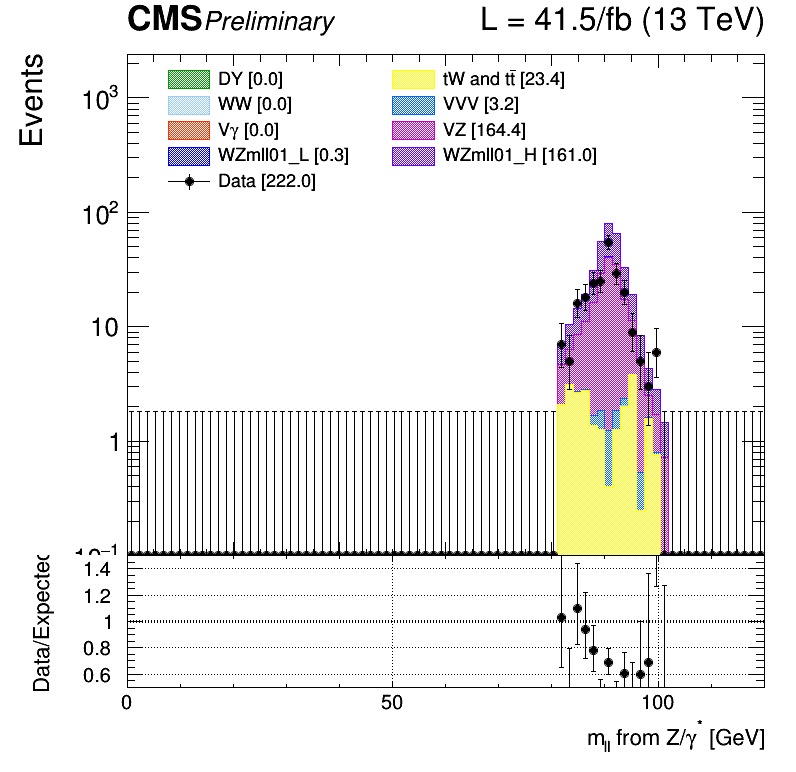 CMS Preliminary L = 41.5/fb (13 TeV)
Events
DY [0.0] tW and tt̄ [23.4]
WW [0.0] VVV [3.2]
Vγ [0.0] VZ [164.4]
WZmll01_L [0.3] WZmll01_H [161.0]
Data [222.0]
10³
10²
10
1
10⁻¹
Data/Expected
1.4
1.2
1
0.8
0.6
0 50 100
m_ll from Z/γ* [GeV]